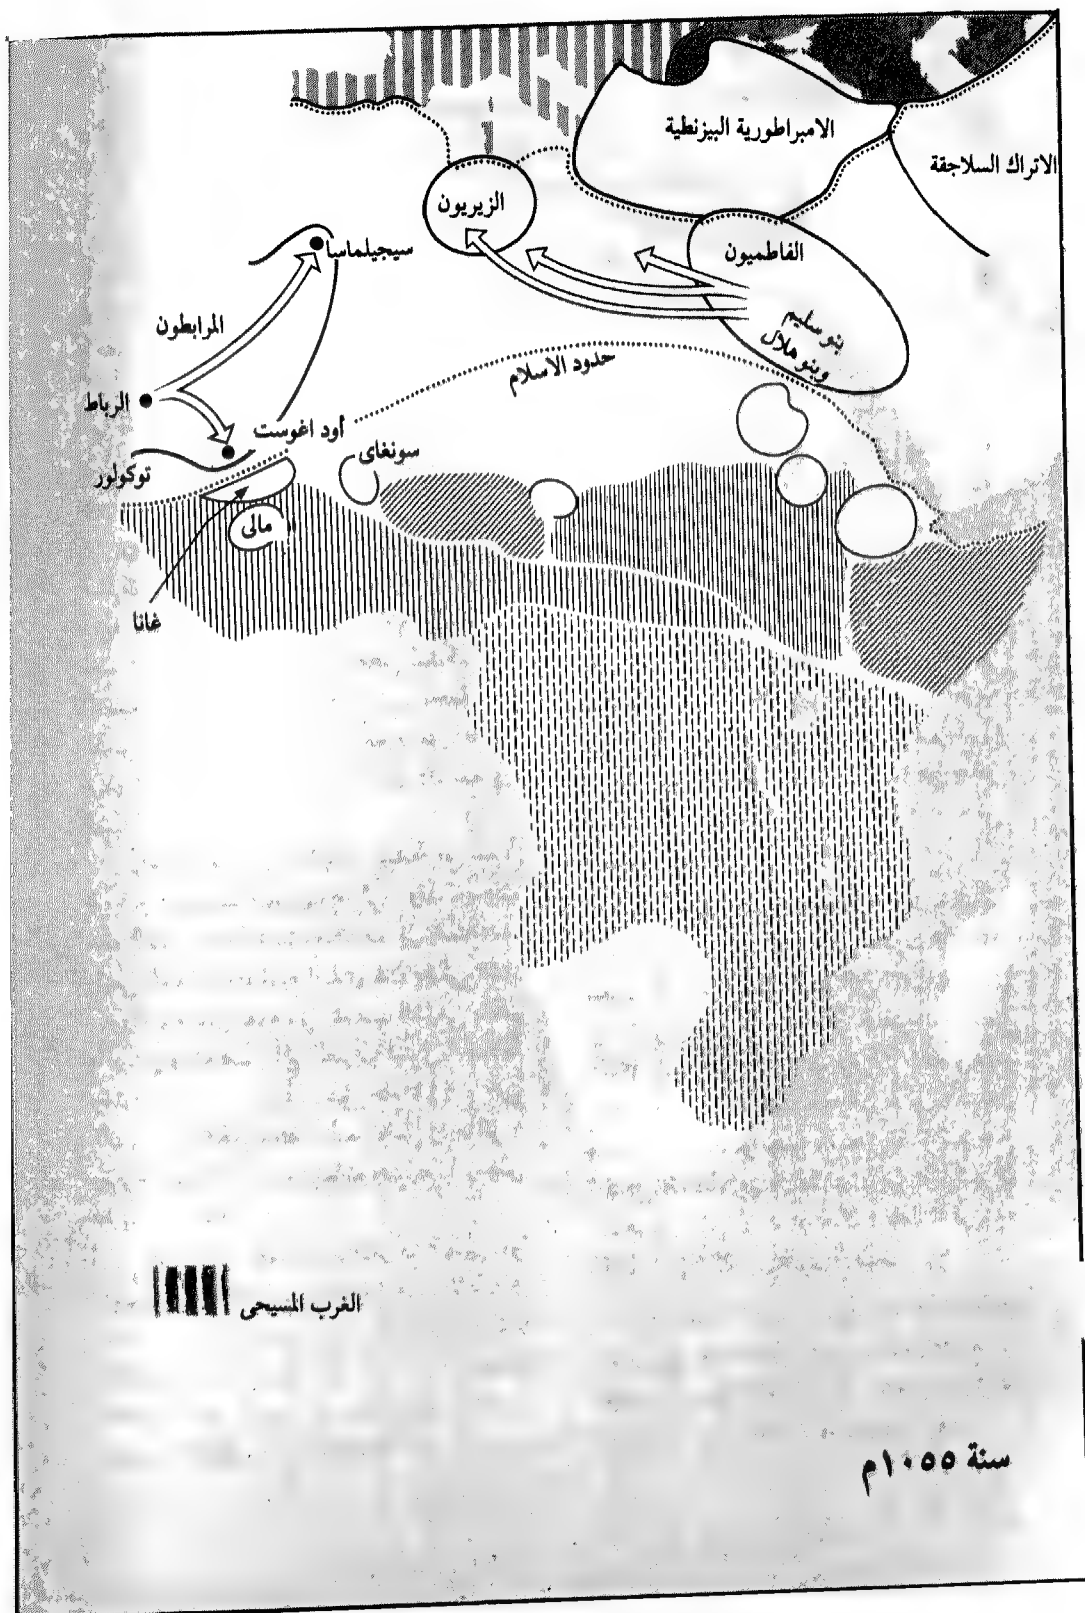 الامبراطورية البيزنطية
الاتراك السلاجقة
الزيريون
الفاطميون
سيجيلماسا
بنو سليم
وبنو هلال
المرابطون
حدود الاسلام
الرباط
أود اغوست
سونغاى
توكولور
مالى
غانا
الغرب المسيحى
سنة ١٠٥٥م